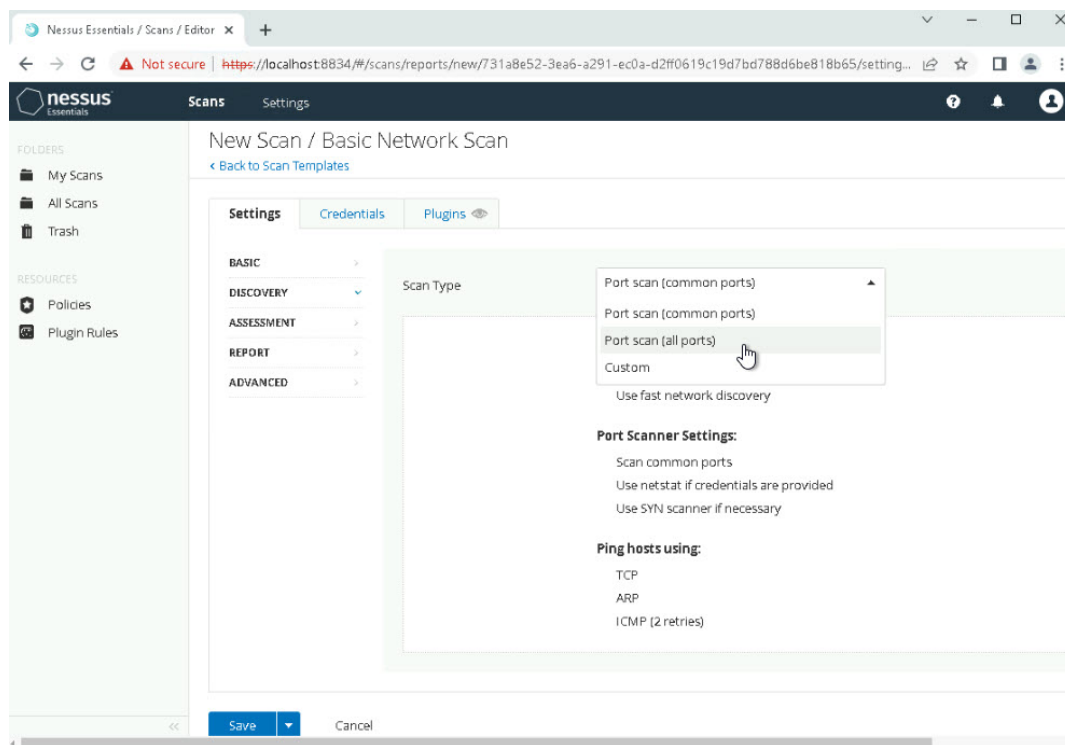 Nessus Essentials / Scans / Editor
Not secure | https://localhost:8834/#/scans/reports/new/731a8e52-3ea6-a291-ec0a-d2ff0619c19d7bd788d6be818b65/setting...
nessus Essentials
Scans Settings
FOLDERS
My Scans
All Scans
Trash
RESOURCES
Policies
Plugin Rules
New Scan / Basic Network Scan
< Back to Scan Templates
Settings Credentials Plugins
BASIC
DISCOVERY
ASSESSMENT
REPORT
ADVANCED
Scan Type
Port scan (common ports)
Port scan (common ports)
Port scan (all ports)
Custom
Use fast network discovery
Port Scanner Settings:
Scan common ports
Use netstat if credentials are provided
Use SYN scanner if necessary
Ping hosts using:
TCP
ARP
ICMP (2 retries)
Save Cancel